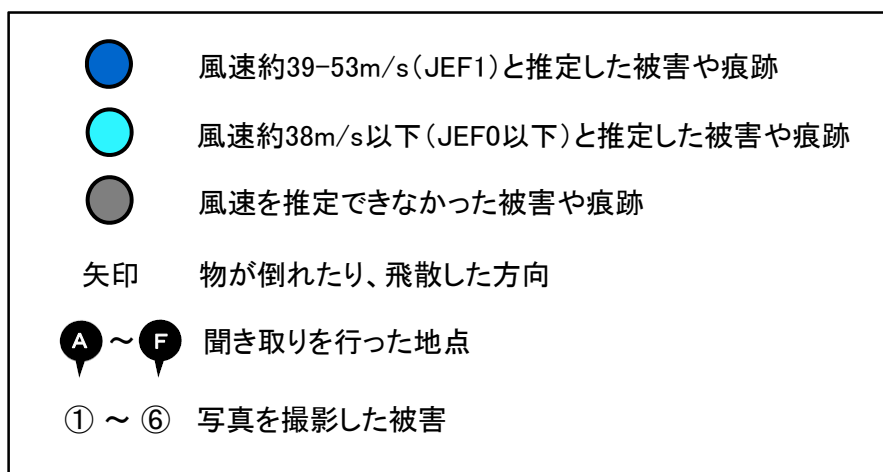 風速約39-53m/s(JEF1)と推定した被害や痕跡
風速約38m/s以下(JEF0以下)と推定した被害や痕跡
風速を推定できなかった被害や痕跡
矢印 物が倒れたり、飛散した方向
A～F 聞き取りを行った地点
①～⑥ 写真を撮影した被害